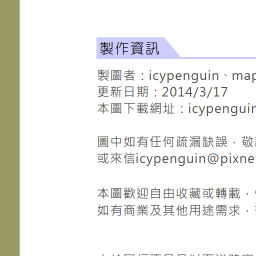 製作資訊
製圖者：icypenguin、map
更新日期：2014/3/17
本圖下載網址：icypenguin
圖中如有任何疏漏缺誤，敬
或來信icypenguin@pixne
本圖歡迎自由收藏或轉載，
如有商業及其他用途需求，